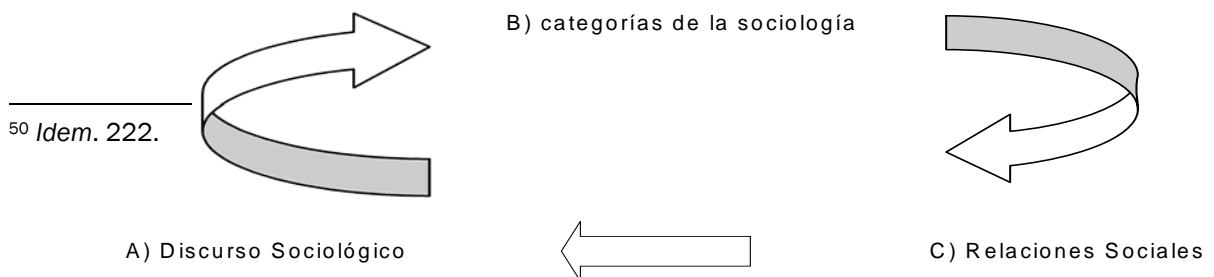 B) categorías de la sociología
50 Idem. 222.
A) Discurso Sociológico
C) Relaciones Sociales